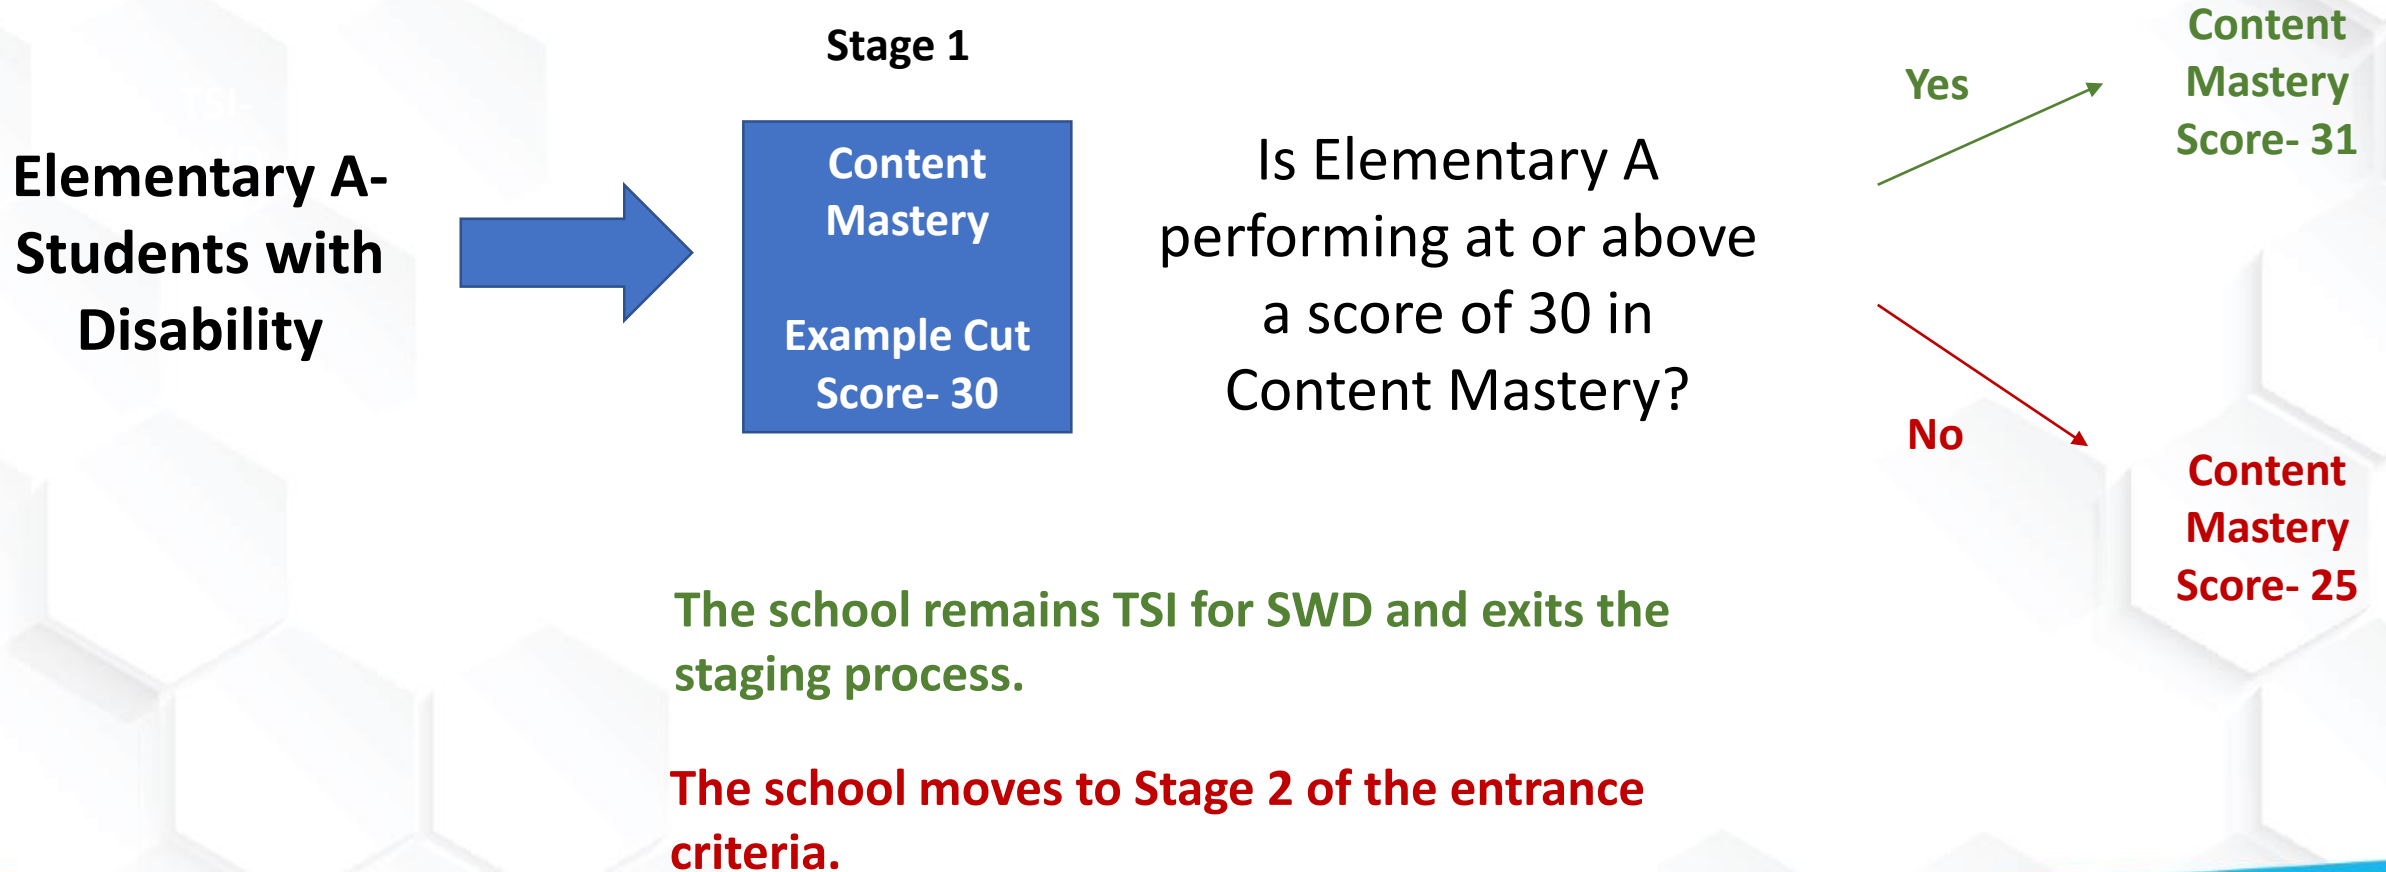 Stage 1
TSI-
Elementary A-
Students with
Disability
Content
Mastery
Example Cut
Score- 30
Is Elementary A
performing at or above
a score of 30 in
Content Mastery?
Yes
Content
Mastery
Score- 31
No
Content
Mastery
Score- 25
The school remains TSI for SWD and exits the
staging process.
The school moves to Stage 2 of the entrance
criteria.